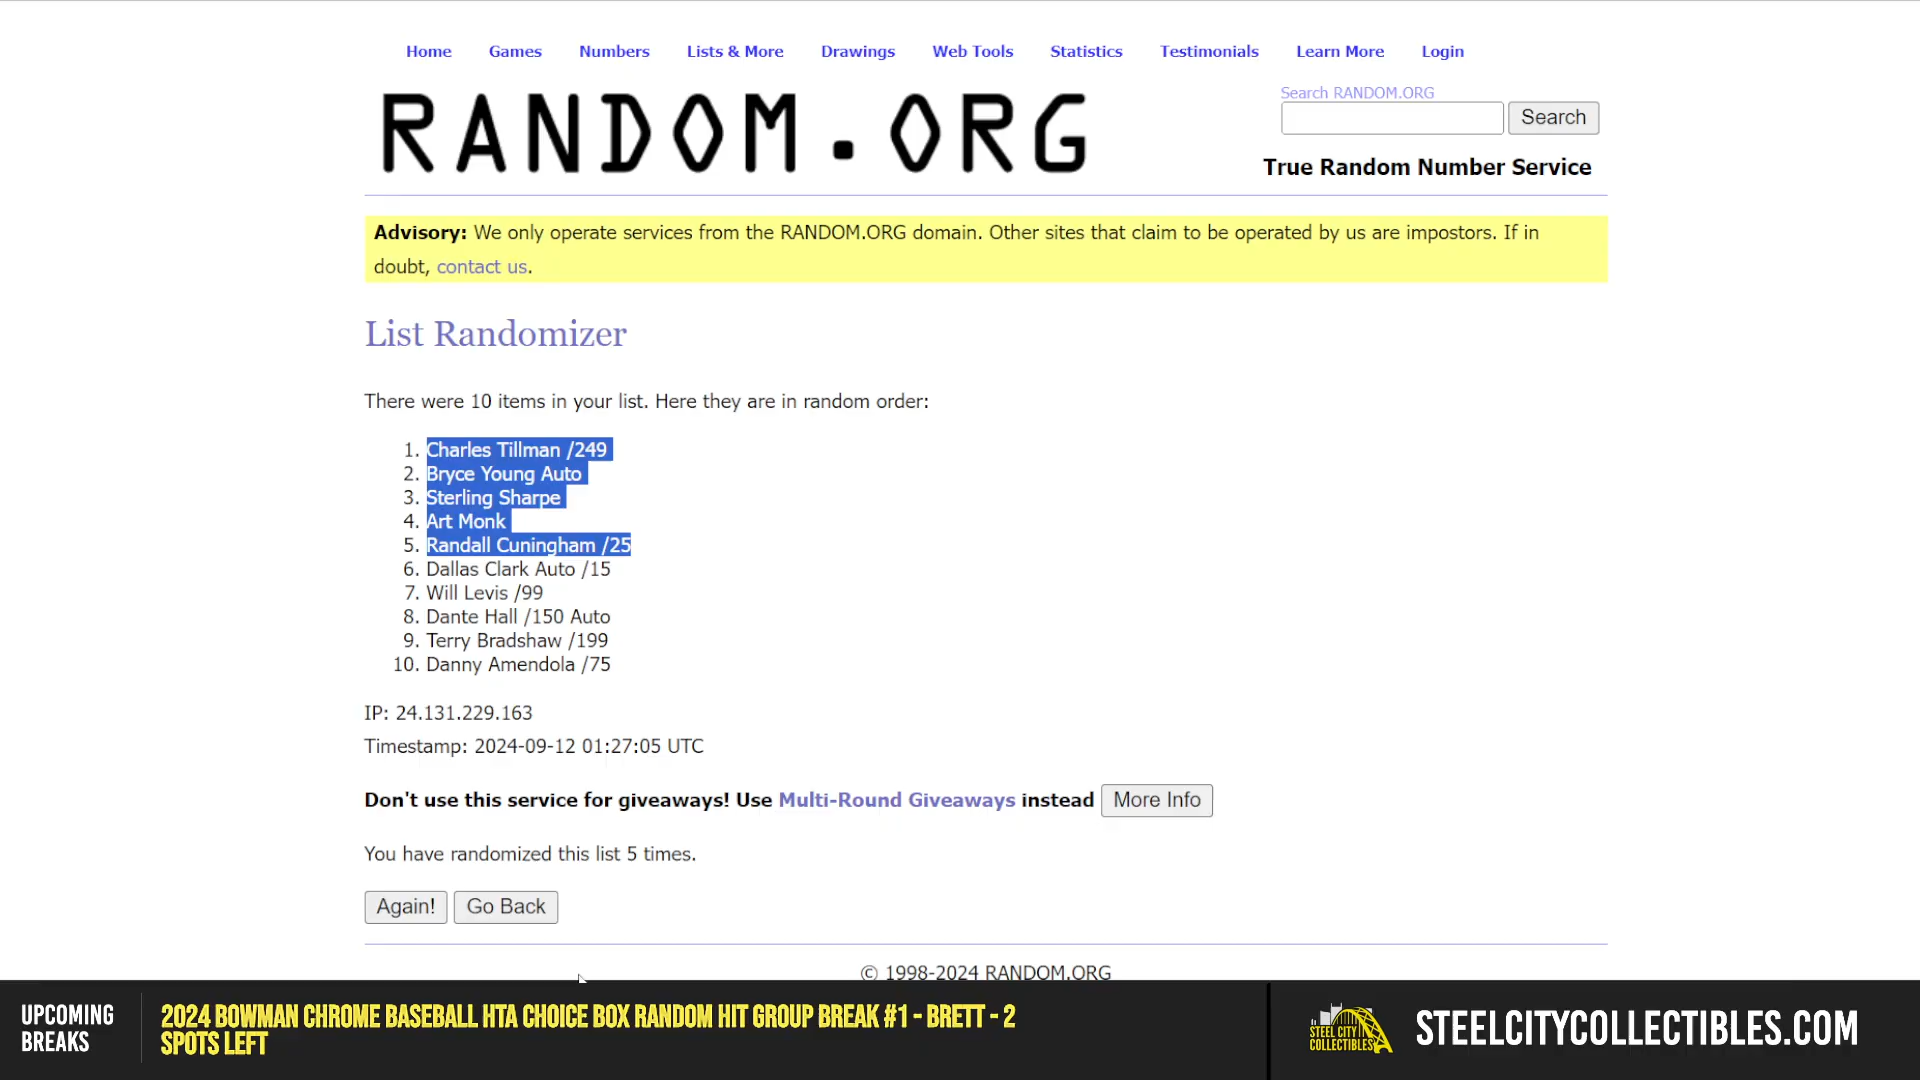 Home Games Numbers Lists & More Drawings Web Tools Statistics Testimonials Learn More Login
RANDOM.ORG
Search RANDOM.ORG
Search
True Random Number Service
Advisory: We only operate services from the RANDOM.ORG domain. Other sites that claim to be operated by us are impostors. If in
doubt, contact us.
List Randomizer
There were 10 items in your list. Here they are in random order:
1. Charles Tillman /249
2. Bryce Young Auto
3. Sterling Sharpe
4. Art Monk
5. Randall Cuningham /25
6. Dallas Clark Auto /15
7. Will Levis /99
8. Dante Hall /150 Auto
9. Terry Bradshaw /199
10. Danny Amendola /75
IP: 24.131.229.163
Timestamp: 2024-09-12 01:27:05 UTC
Don't use this service for giveaways! Use Multi-Round Giveaways instead More Info
You have randomized this list 5 times.
Again! Go Back
© 1998-2024 RANDOM.ORG
UPCOMING
BREAKS
2024 BOWMAN CHROME BASEBALL HTA CHOICE BOX RANDOM HIT GROUP BREAK #1 - BRETT - 2
SPOTS LEFT
STEEL CITY
COLLECTIBLES
STEELCITYCOLLECTIBLES.COM